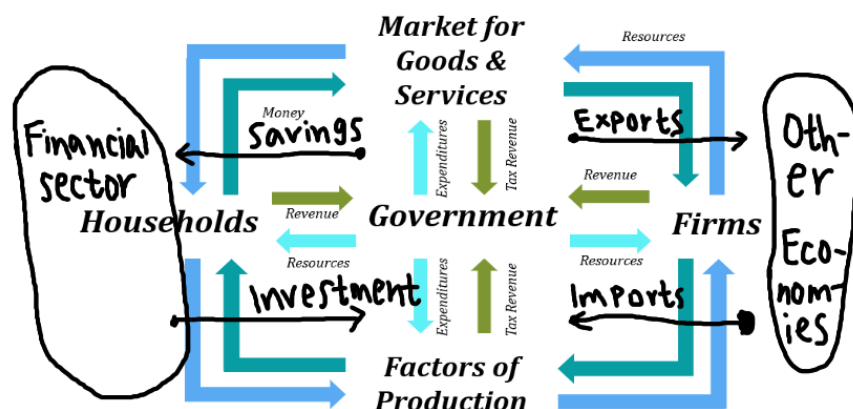 Market for
Goods &
Services
Resources
Money
Savings
Expenditures
Tax Revenue
Exports
Financial
sector
Oth-
er
Eco-
nom-
ies
Households
Revenue
Government
Revenue
Firms
Resources
Resources
Investment
Expenditures
Tax Revenue
Imports
Factors of
Production